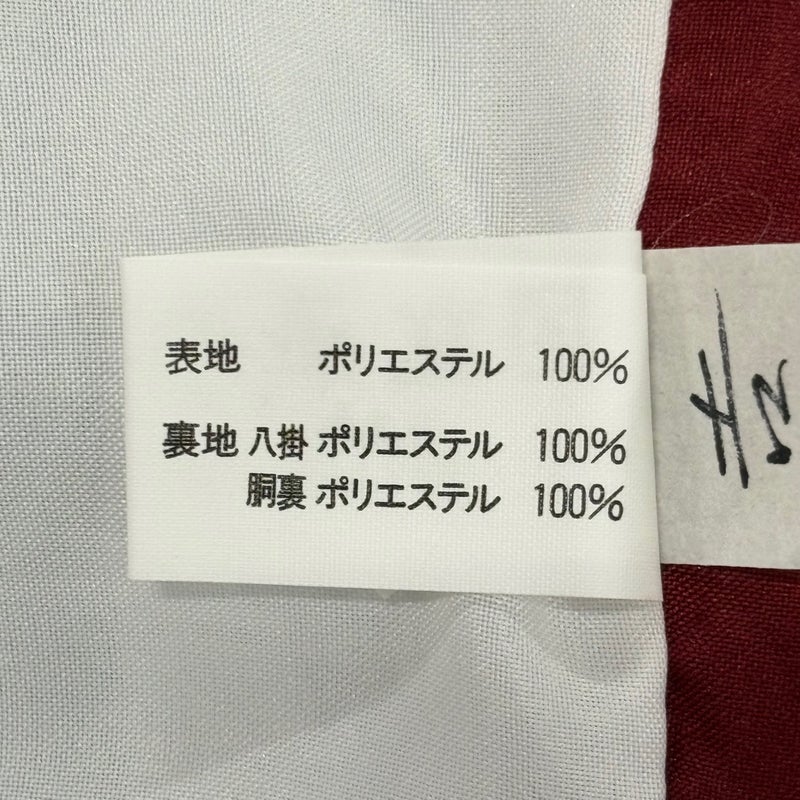 表地 ポリエステル 100%
裏地 八掛 ポリエステル 100%
胴裏 ポリエステル 100%